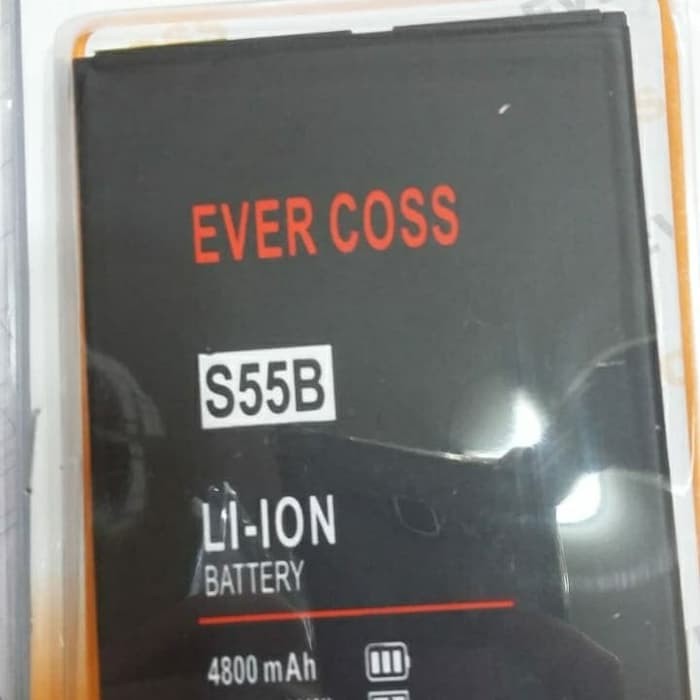 EVER COSS
S55B
LI-ION
BATTERY
4800 mAh